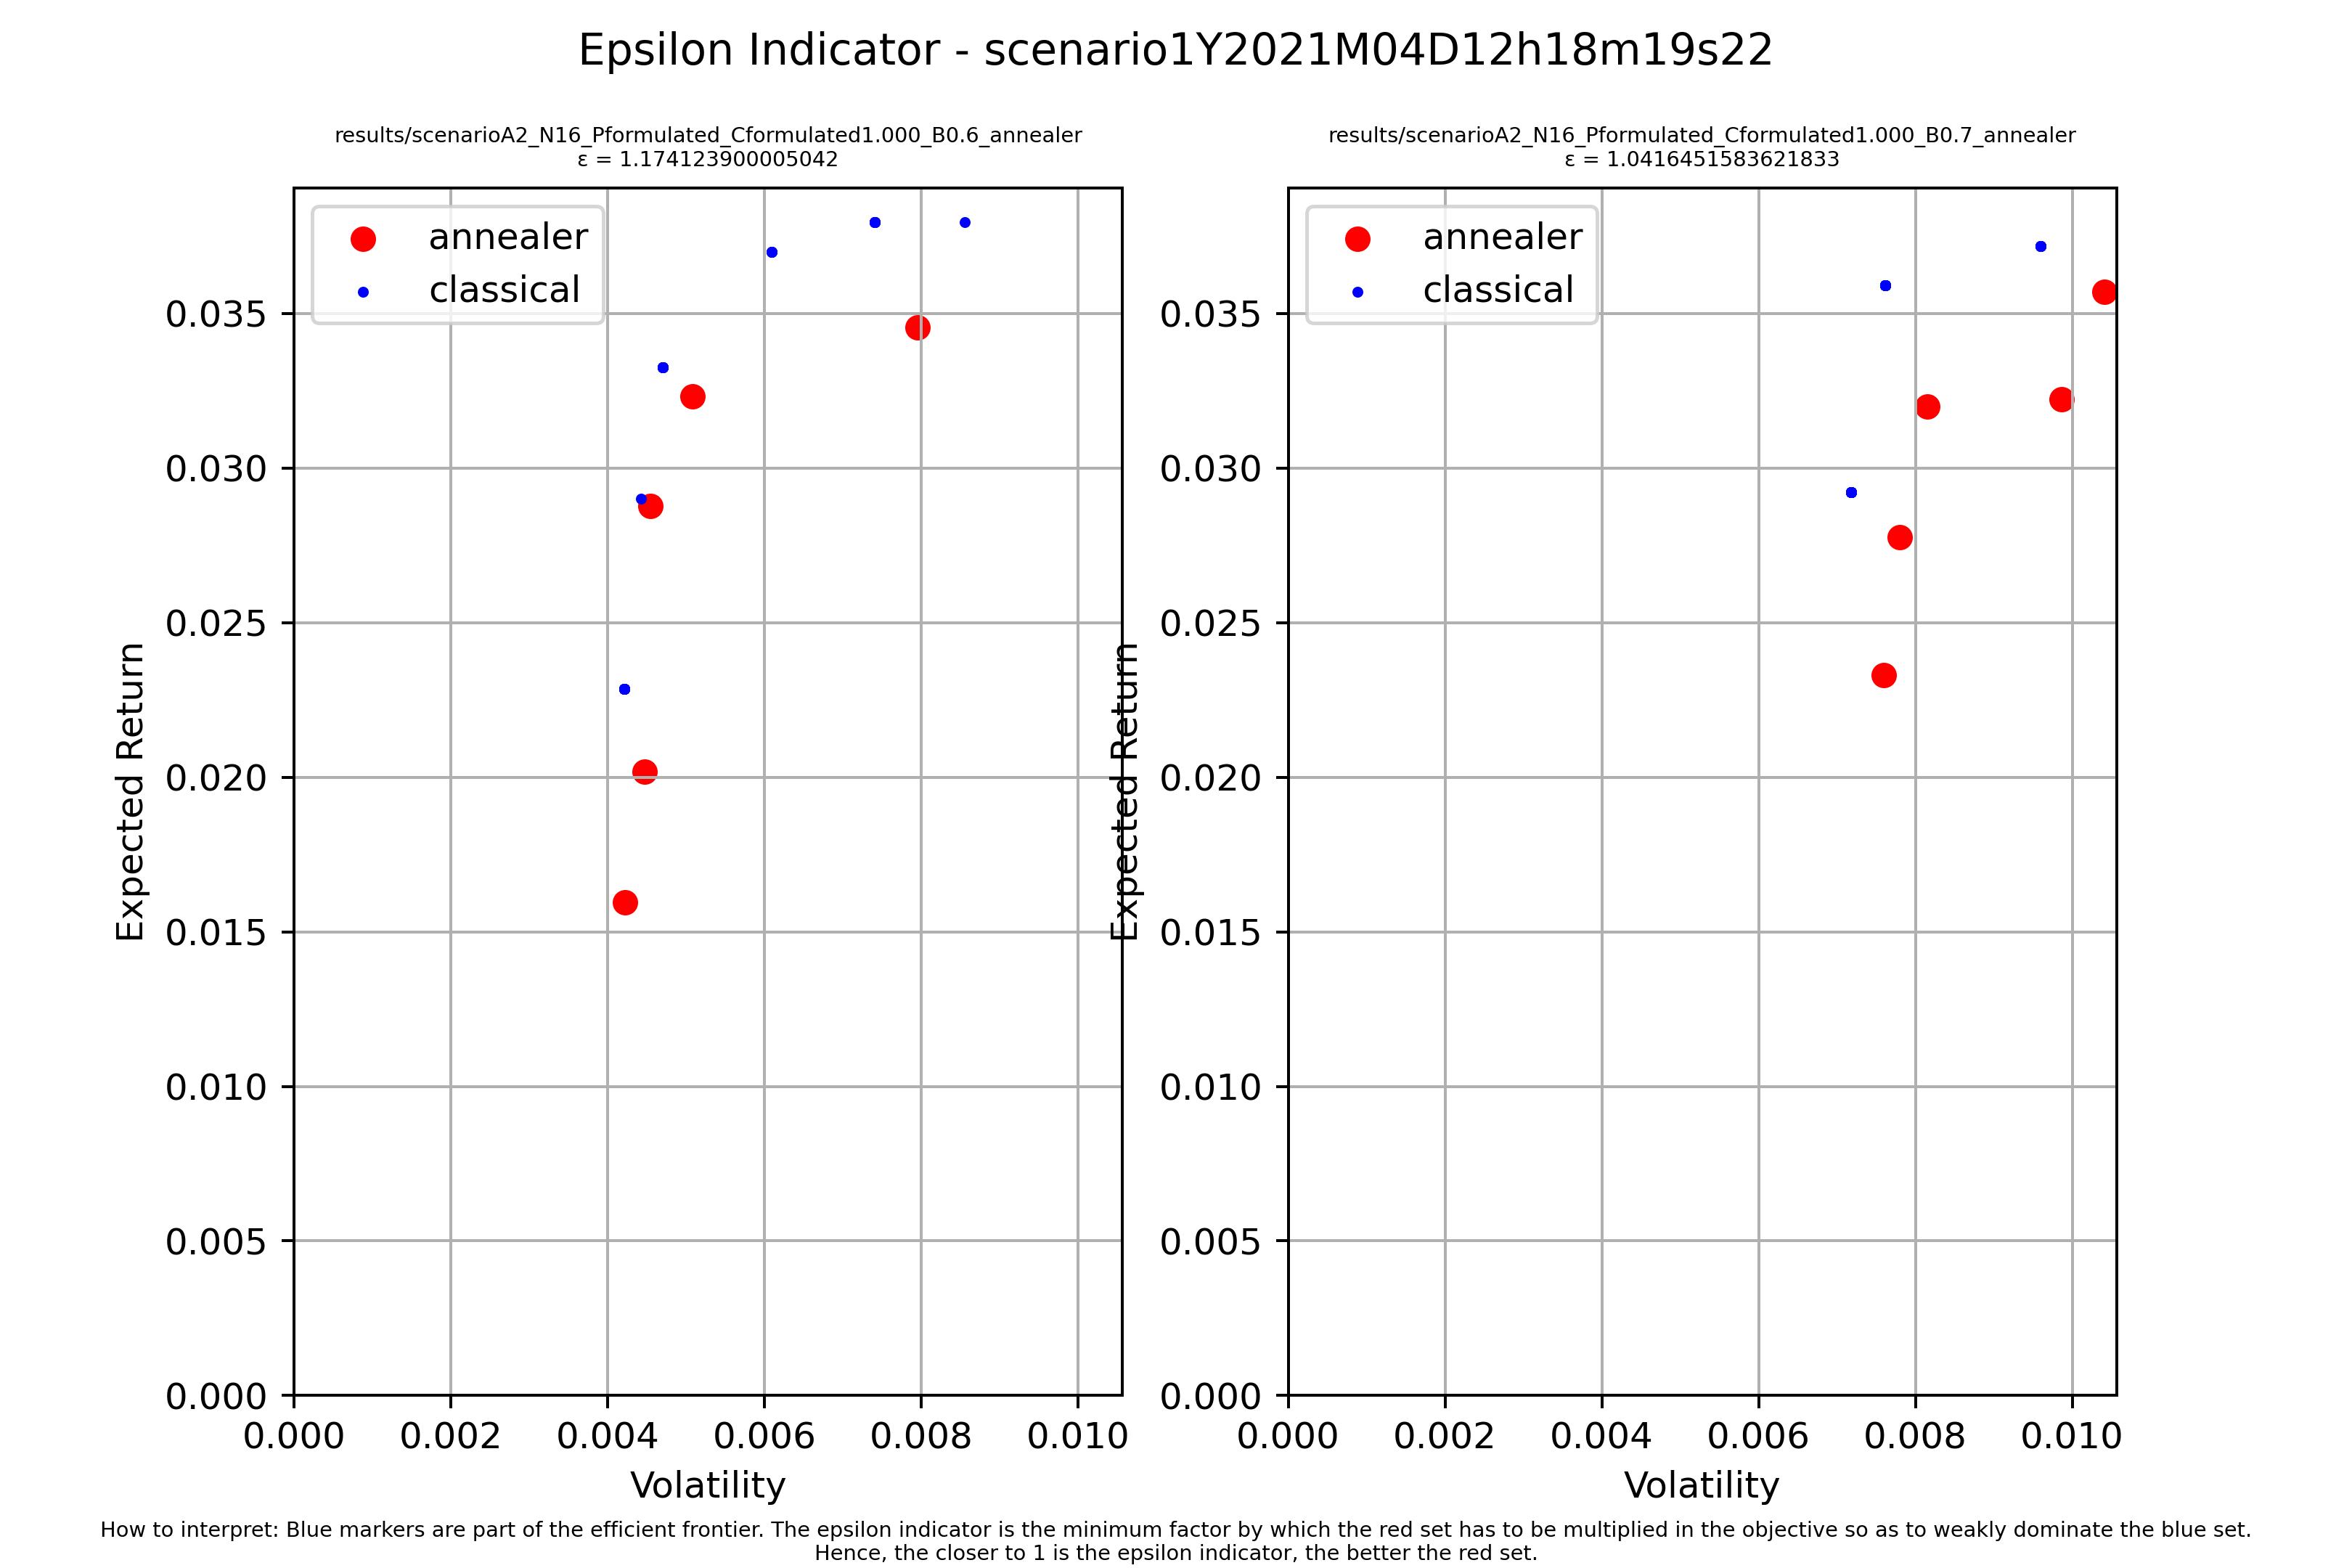 Epsilon Indicator - scenario1Y2021M04D12h18m19s22
results/scenarioA2_N16_Pformulated_Cformulated1.000_B0.6_annealer
ε = 1.174123900005042
annealer
classical
0.035
0.030
0.025
0.020
0.015
0.010
0.005
0.000
Expected Return
0.000 0.002 0.004 0.006 0.008 0.010
Volatility
results/scenarioA2_N16_Pformulated_Cformulated1.000_B0.7_annealer
ε = 1.0416451583621833
annealer
classical
0.035
0.030
0.025
0.020
0.015
0.010
0.005
0.000
Expected Return
0.000 0.002 0.004 0.006 0.008 0.010
Volatility
How to interpret: Blue markers are part of the efficient frontier. The epsilon indicator is the minimum factor by which the red set has to be multiplied in the objective so as to weakly dominate the blue set.
Hence, the closer to 1 is the epsilon indicator, the better the red set.